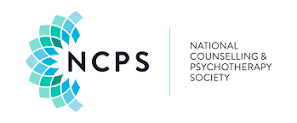 NCPS
NATIONAL
COUNSELLING &
PSYCHOTHERAPY
SOCIETY